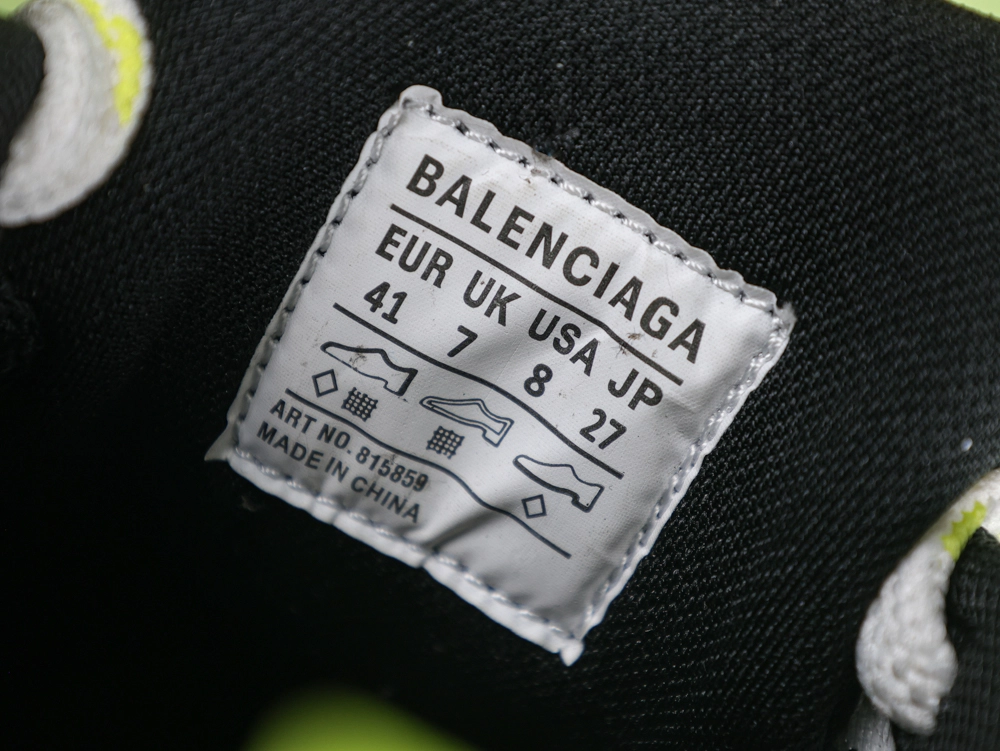 BALENCIAGA
EUR UK USA JP
41 7 8 27
ART NO. 815859
MADE IN CHINA